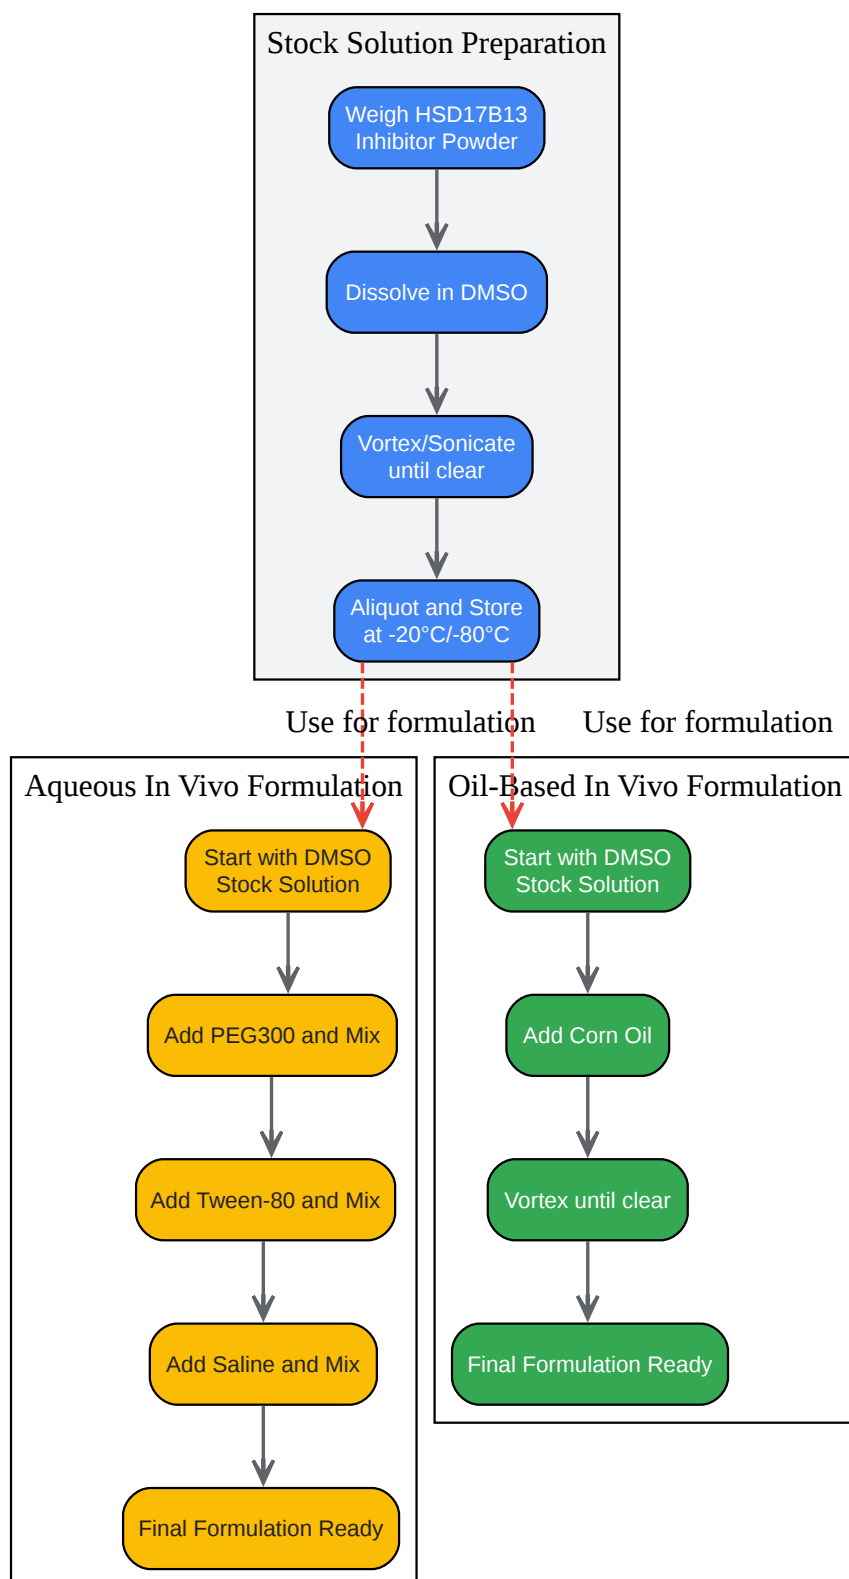 Stock Solution Preparation
Weigh HSD17B13
Inhibitor Powder
Dissolve in DMSO
Vortex/Sonicate
until clear
Aliquot and Store
at -20°C/-80°C
Use for formulation
Use for formulation
Aqueous In Vivo Formulation
Start with DMSO
Stock Solution
Add PEG300 and Mix
Add Tween-80 and Mix
Add Saline and Mix
Final Formulation Ready
Oil-Based In Vivo Formulation
Start with DMSO
Stock Solution
Add Corn Oil
Vortex until clear
Final Formulation Ready